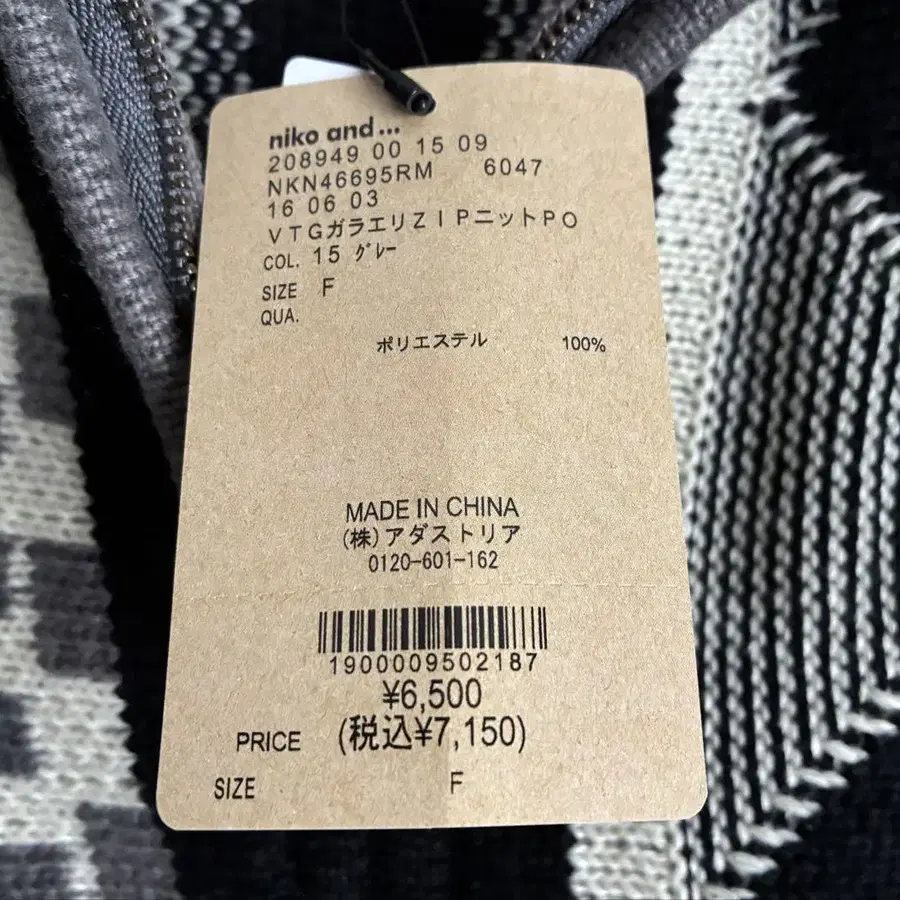 niko and...
208949 00 15 09
NKN46695RM 6047
16 06 03
VTGガラエリZIPニットPO
COL. 15 グレー
SIZE F
QUA.
ポリエステル 100%
MADE IN CHINA
(株)アダストリア
0120-601-162
1900009502187
¥6,500
PRICE (税込¥7,150)
SIZE F